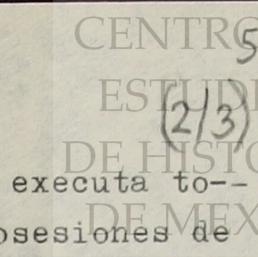 CENTRO
5
ESTUDI
(2/3)
DE HISTO
executa to--
osesiones de
DE MEX